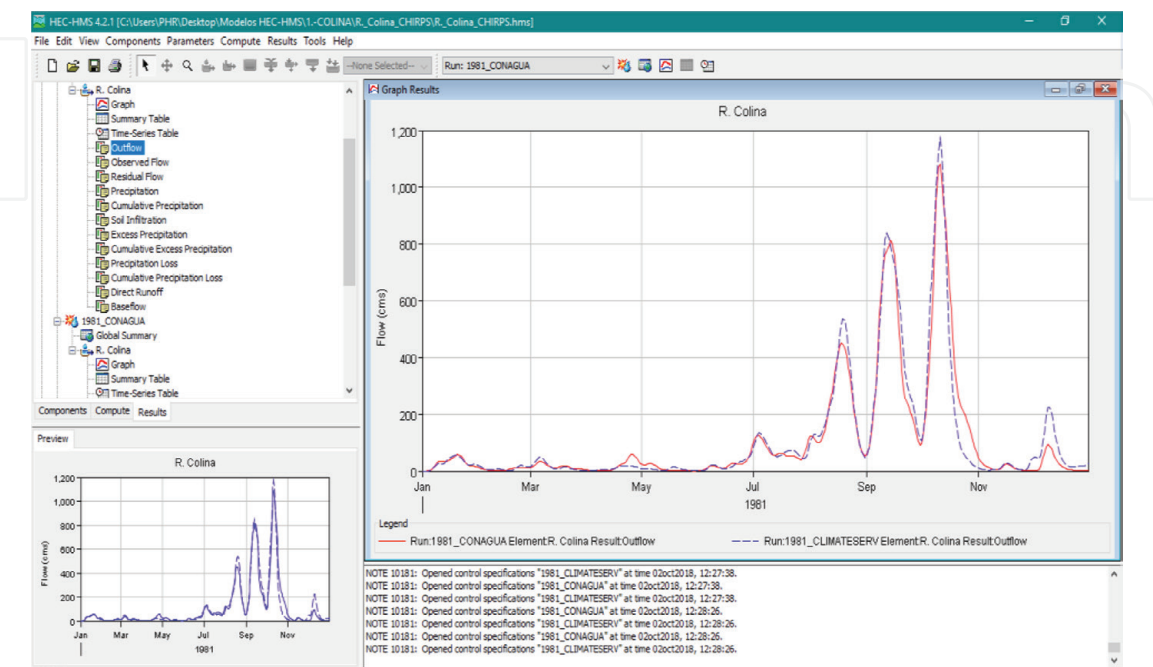 HEC-HMS 4.2.1 [C:\Users\PHR\Desktop\Modelos HEC-HMS\1.-COLINA\R._Colina_CHIRPS\R._Colina_CHIRPS.hms]
File Edit View Components Parameters Compute Results Tools Help
--None Selected-- Run: 1981_CONAGUA
R. Colina
Graph
Summary Table
Time-Series Table
Outflow
Observed Flow
Residual Flow
Precipitation
Cumulative Precipitation
Soil Infiltration
Excess Precipitation
Cumulative Excess Precipitation
Precipitation Loss
Cumulative Precipitation Loss
Direct Runoff
Baseflow
1981_CONAGUA
Global Summary
R. Colina
Graph
Summary Table
Time-Series Table
Components Compute Results
Preview
R. Colina
1,200
1,000
800
600
400
200
0
Flow (cms)
Jan Mar May Jul Sep Nov
1981
Graph Results
R. Colina
1,200
1,000
800
600
400
200
0
Flow (cms)
Jan Mar May Jul Sep Nov
1981
Legend
Run:1981_CONAGUA Element:R. Colina Result:Outflow Run:1981_CLIMATESERV Element:R. Colina Result:Outflow
NOTE 10181: Opened control specifications "1981_CLIMATESERV" at time 02oct2018, 12:27:38.
NOTE 10181: Opened control specifications "1981_CONAGUA" at time 02oct2018, 12:27:38.
NOTE 10181: Opened control specifications "1981_CLIMATESERV" at time 02oct2018, 12:27:38.
NOTE 10181: Opened control specifications "1981_CONAGUA" at time 02oct2018, 12:28:26.
NOTE 10181: Opened control specifications "1981_CLIMATESERV" at time 02oct2018, 12:28:26.
NOTE 10181: Opened control specifications "1981_CONAGUA" at time 02oct2018, 12:28:26.
NOTE 10181: Opened control specifications "1981_CLIMATESERV" at time 02oct2018, 12:28:26.